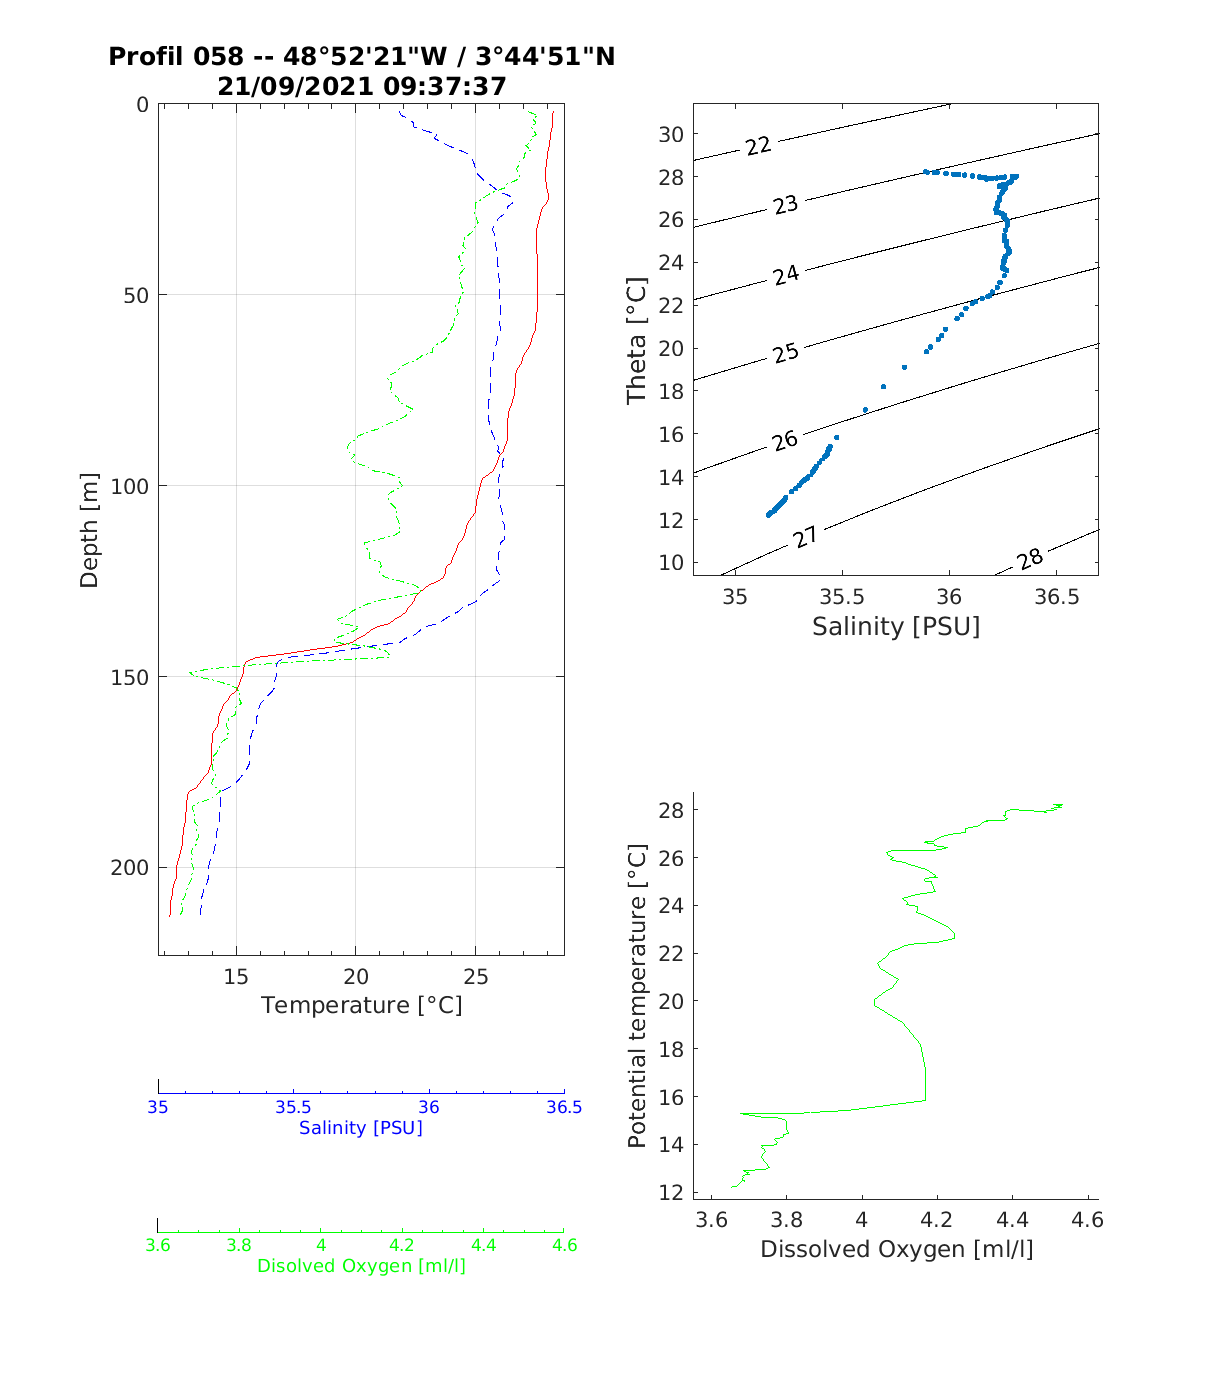 Profil 058 -- 48°52'21"W / 3°44'51"N
21/09/2021 09:37:37
0
50
100
150
200
Depth [m]
15 20 25
Temperature [°C]
35 35.5 36 36.5
Salinity [PSU]
3.6 3.8 4 4.2 4.4 4.6
Disolved Oxygen [ml/l]
30
28
26
24
22
20
18
16
14
12
10
Theta [°C]
22
23
24
25
26
27
28
35 35.5 36 36.5
Salinity [PSU]
28
26
24
22
20
18
16
14
12
Potential temperature [°C]
3.6 3.8 4 4.2 4.4 4.6
Dissolved Oxygen [ml/l]